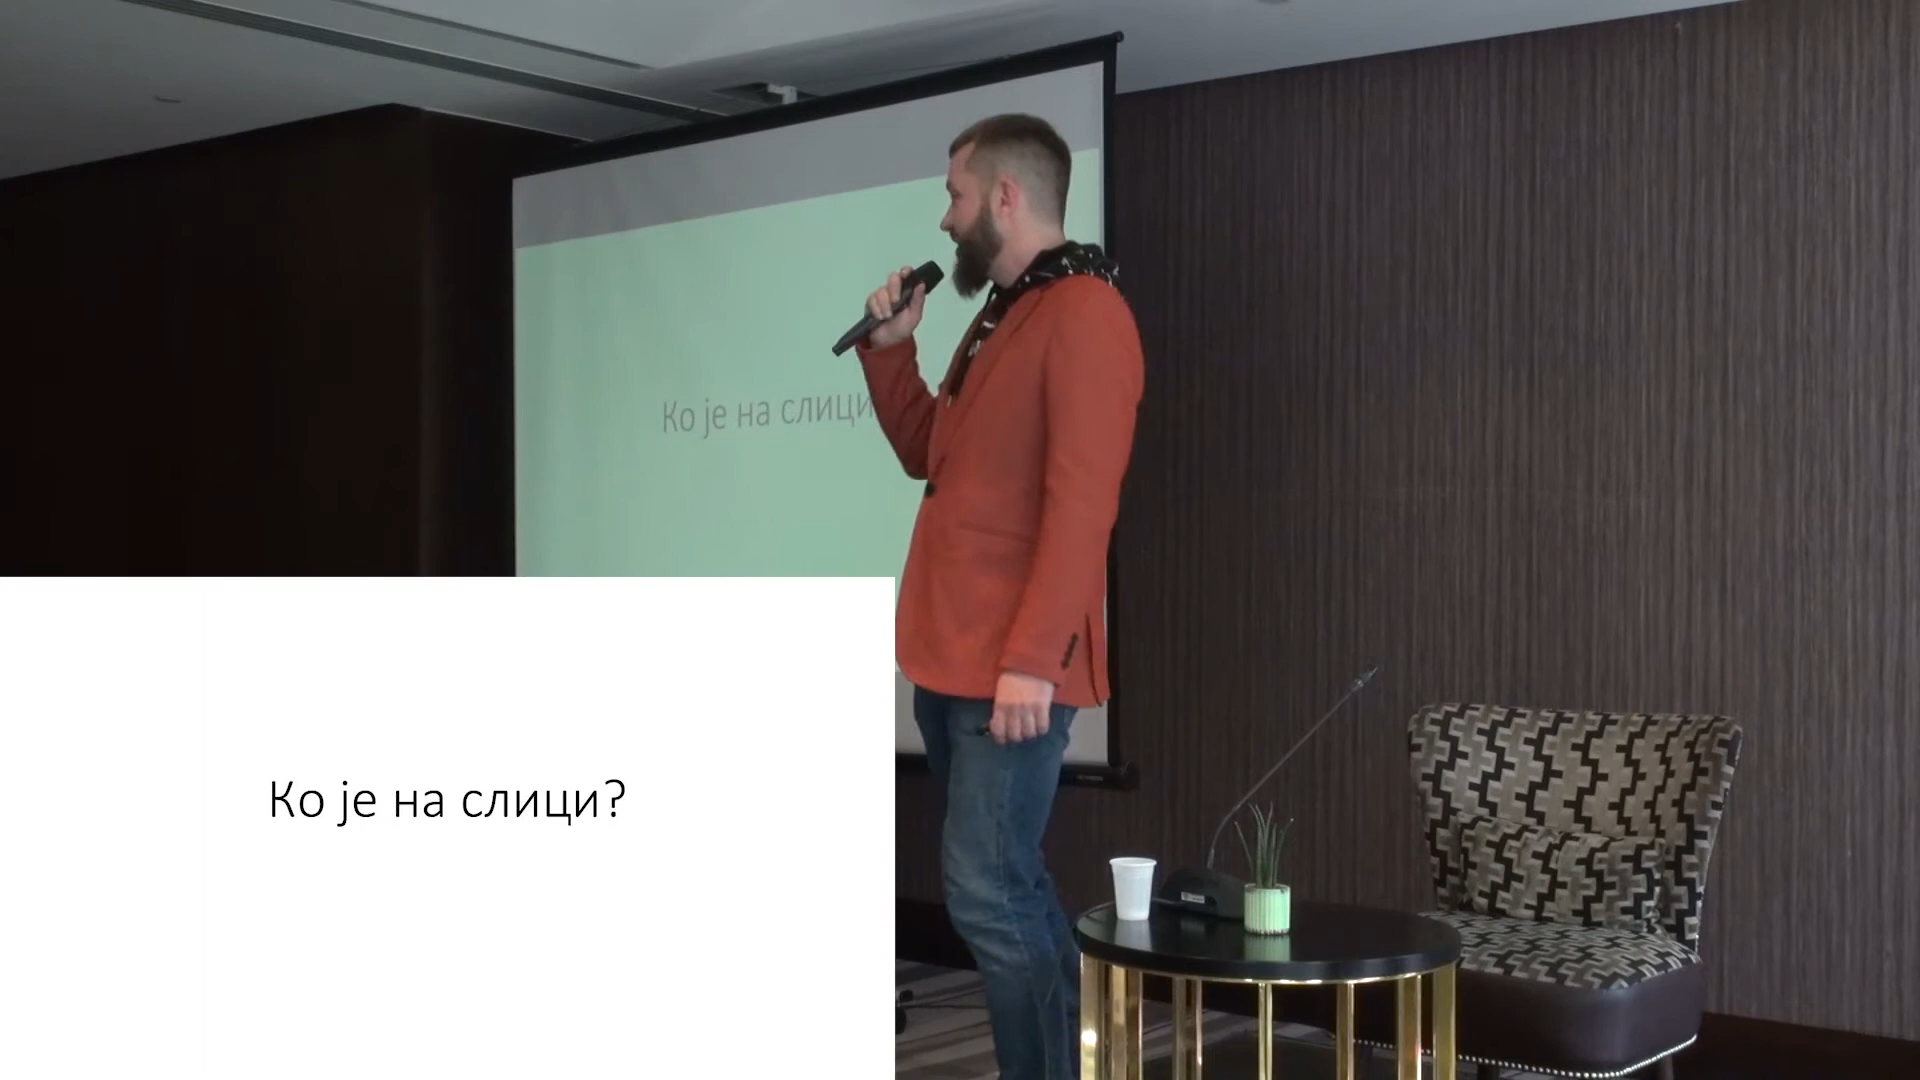 Ко је на слици
Ко је на слици?